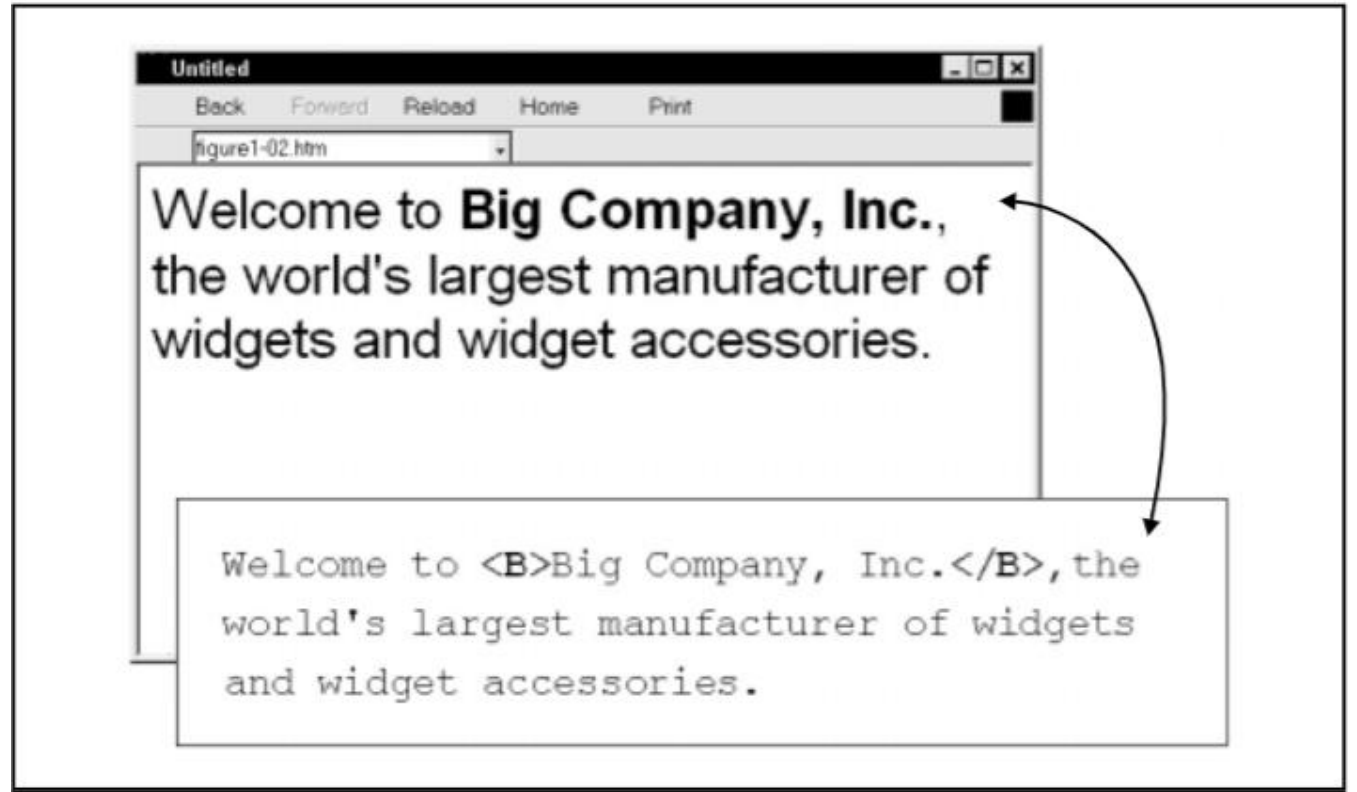 Untitled
Back Forward Reload Home Print
figure1-02.htm
Welcome to Big Company, Inc.,
the world's largest manufacturer of
widgets and widget accessories.
Welcome to <B>Big Company, Inc.</B>,the
world's largest manufacturer of widgets
and widget accessories.